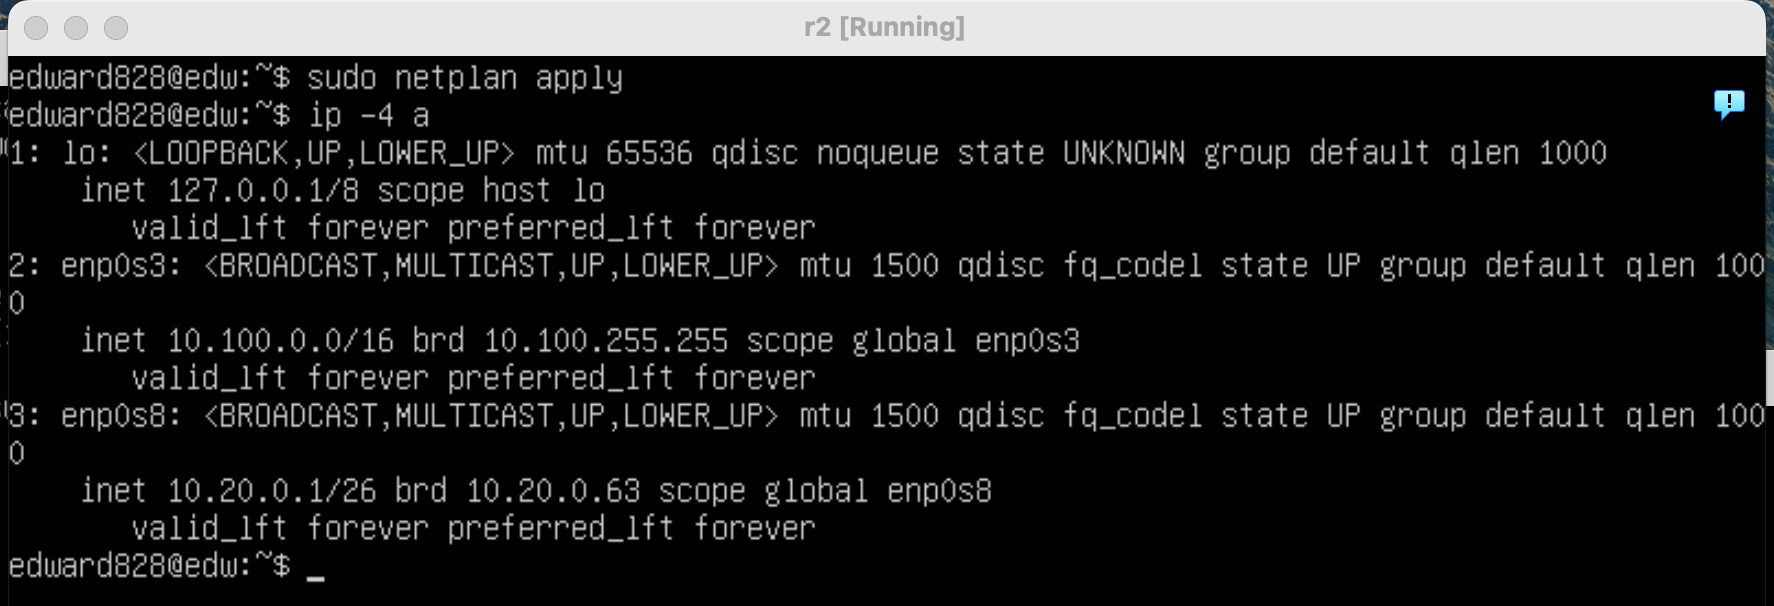 r2 [Running]
edward828@edw:~$ sudo netplan apply
edward828@edw:~$ ip -4 a
1: lo: <LOOPBACK,UP,LOWER_UP> mtu 65536 qdisc noqueue state UNKNOWN group default qlen 1000
    inet 127.0.0.1/8 scope host lo
       valid_lft forever preferred_lft forever
2: enp0s3: <BROADCAST,MULTICAST,UP,LOWER_UP> mtu 1500 qdisc fq_codel state UP group default qlen 100
0
    inet 10.100.0.0/16 brd 10.100.255.255 scope global enp0s3
       valid_lft forever preferred_lft forever
3: enp0s8: <BROADCAST,MULTICAST,UP,LOWER_UP> mtu 1500 qdisc fq_codel state UP group default qlen 100
0
    inet 10.20.0.1/26 brd 10.20.0.63 scope global enp0s8
       valid_lft forever preferred_lft forever
edward828@edw:~$ _